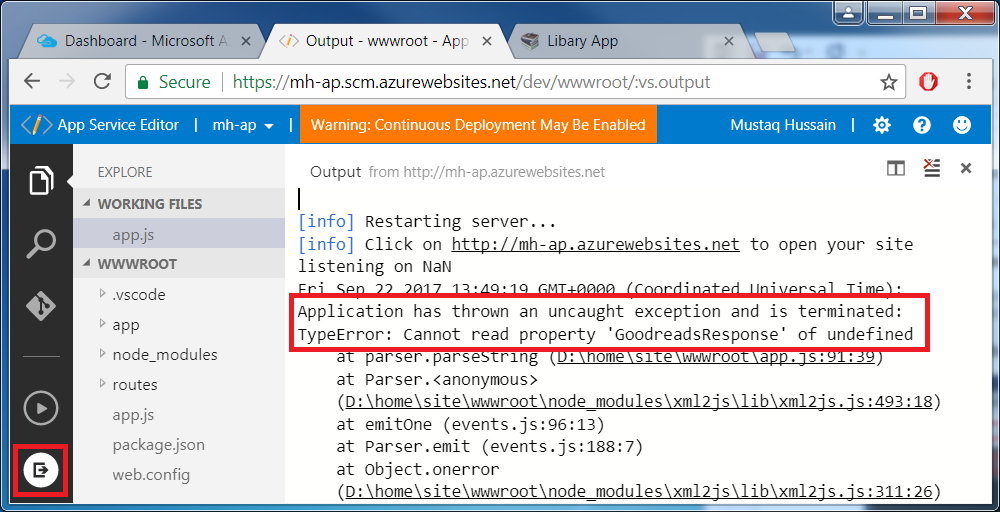 Dashboard - Microsoft A
Output - wwwroot - App
Libary App
Secure
https://mh-ap.scm.azurewebsites.net/dev/wwwroot/:vs.output
App Service Editor
mh-ap
Warning: Continuous Deployment May Be Enabled
Mustaq Hussain
EXPLORE
WORKING FILES
app.js
WWWROOT
.vscode
app
node_modules
routes
app.js
package.json
web.config
Output from http://mh-ap.azurewebsites.net
[info] Restarting server...
[info] Click on http://mh-ap.azurewebsites.net to open your site
listening on NaN
Fri Sep 22 2017 13:49:19 GMT+0000 (Coordinated Universal Time):
Application has thrown an uncaught exception and is terminated:
TypeError: Cannot read property 'GoodreadsResponse' of undefined
at parser.parseString (D:\home\site\wwwroot\app.js:91:39)
at Parser.<anonymous>
(D:\home\site\wwwroot\node_modules\xml2js\lib\xml2js.js:493:18)
at emitOne (events.js:96:13)
at Parser.emit (events.js:188:7)
at Object.onerror
(D:\home\site\wwwroot\node_modules\xml2js\lib\xml2js.js:311:26)